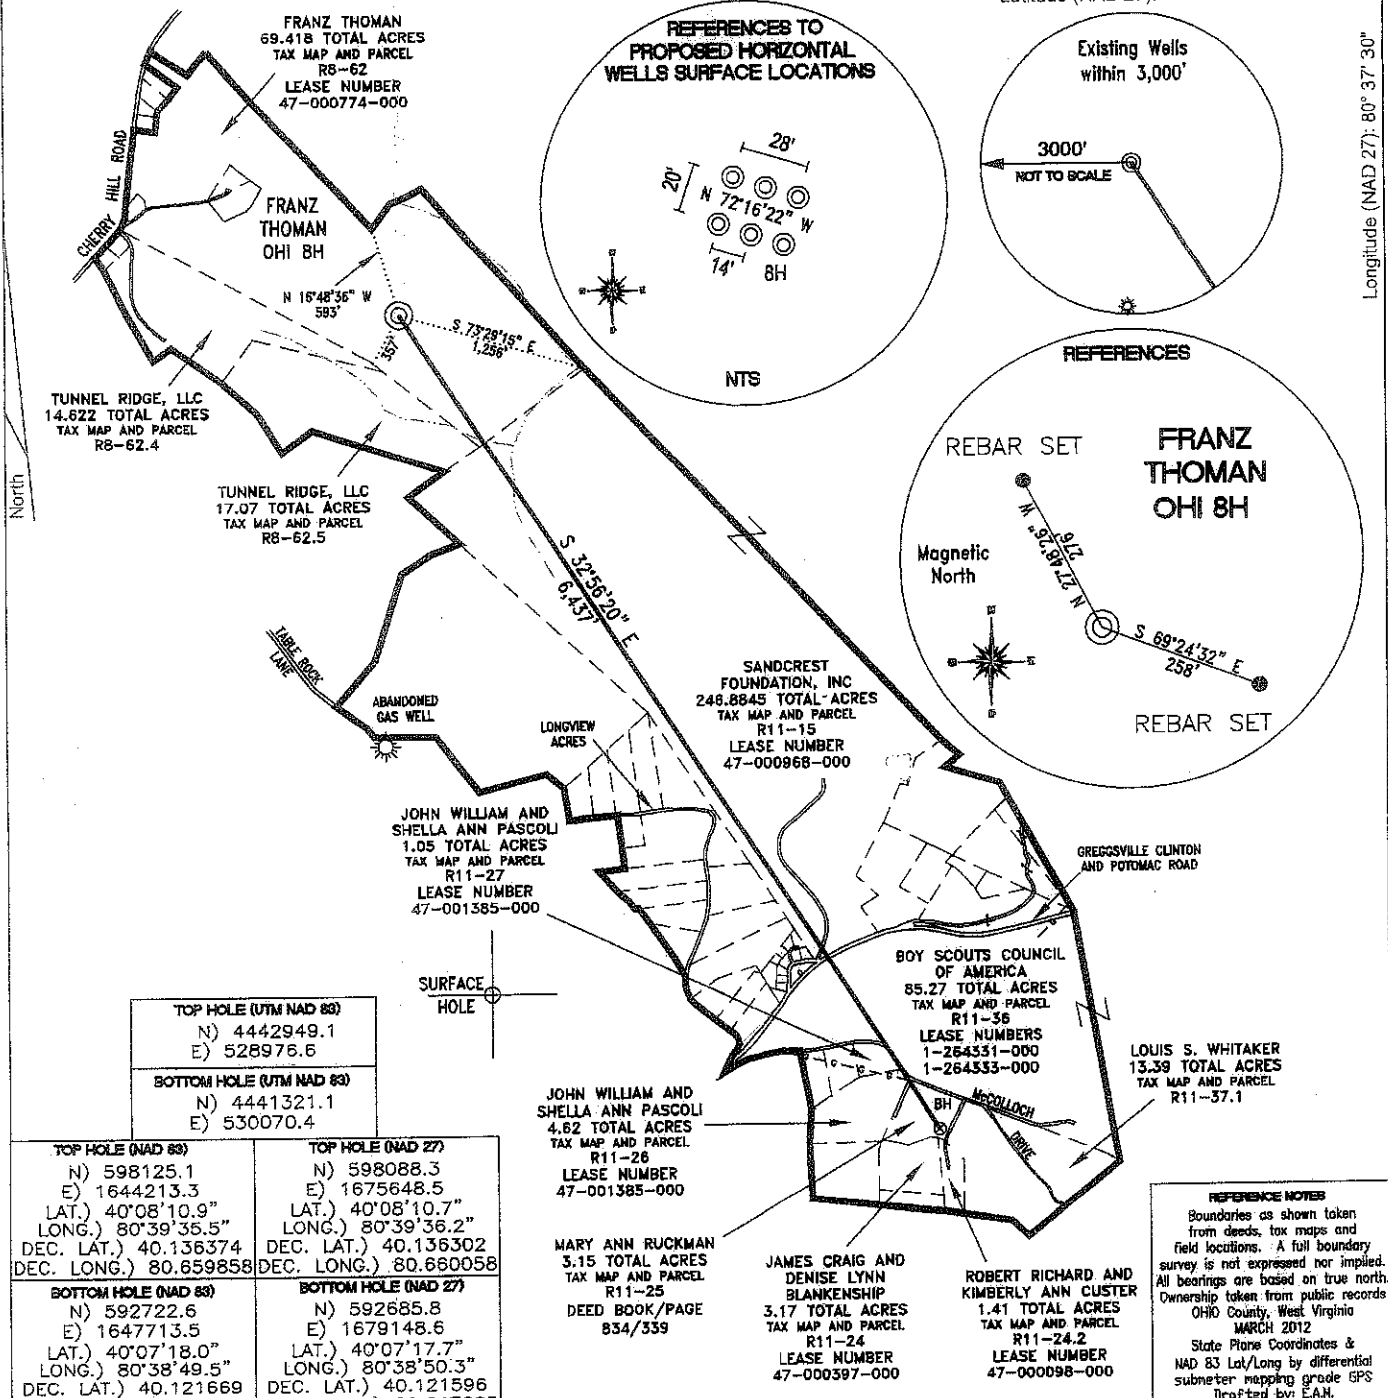 FRANZ THOMAN
69.418 TOTAL ACRES
TAX MAP AND PARCEL
R8-62
LEASE NUMBER
47-000774-000
CHERRY HILL ROAD
FRANZ
THOMAN
OHI 8H
N 16°48'36" W
593'
357'
S 73°29'15" E
1,256'
TUNNEL RIDGE, LLC
14.622 TOTAL ACRES
TAX MAP AND PARCEL
R8-62.4
TUNNEL RIDGE, LLC
17.07 TOTAL ACRES
TAX MAP AND PARCEL
R8-62.5
North
REFERENCES TO
PROPOSED HORIZONTAL
WELLS SURFACE LOCATIONS
28'
20'
N 72°16'22" W
14'
8H
NTS
Existing Wells
within 3,000'
3000'
NOT TO SCALE
Longitude (NAD 27): 80° 37' 30"
REFERENCES
REBAR SET
FRANZ
THOMAN
OHI 8H
N 27°48'26" W
276'
Magnetic
North
S 69°24'32" E
258'
REBAR SET
S 32°56'20" E
6,437'
TABLE ROCK
LANE
ABANDONED
GAS WELL
LONGVIEW
ACRES
SANDCREST
FOUNDATION, INC
246.8845 TOTAL ACRES
TAX MAP AND PARCEL
R11-15
LEASE NUMBER
47-000968-000
JOHN WILLIAM AND
SHELLA ANN PASCOLI
1.05 TOTAL ACRES
TAX MAP AND PARCEL
R11-27
LEASE NUMBER
47-001385-000
GREGGSVILLE CLINTON
AND POTOMAC ROAD
BOY SCOUTS COUNCIL
OF AMERICA
85.27 TOTAL ACRES
TAX MAP AND PARCEL
R11-36
LEASE NUMBERS
1-264331-000
1-264333-000
SURFACE
HOLE
LOUIS S. WHITAKER
13.39 TOTAL ACRES
TAX MAP AND PARCEL
R11-37.1
BH
McCOLLOCH
DRIVE
JOHN WILLIAM AND
SHELLA ANN PASCOLI
4.62 TOTAL ACRES
TAX MAP AND PARCEL
R11-26
LEASE NUMBER
47-001385-000
MARY ANN RUCKMAN
3.15 TOTAL ACRES
TAX MAP AND PARCEL
R11-25
DEED BOOK/PAGE
834/339
JAMES CRAIG AND
DENISE LYNN
BLANKENSHIP
3.17 TOTAL ACRES
TAX MAP AND PARCEL
R11-24
LEASE NUMBER
47-000397-000
ROBERT RICHARD AND
KIMBERLY ANN CUSTER
1.41 TOTAL ACRES
TAX MAP AND PARCEL
R11-24.2
LEASE NUMBER
47-000098-000
TOP HOLE (UTM NAD 83)
N) 4442949.1
E) 528976.6
BOTTOM HOLE (UTM NAD 83)
N) 4441321.1
E) 530070.4
TOP HOLE (NAD 83)
N) 598125.1
E) 1644213.3
LAT.) 40°08'10.9"
LONG.) 80°39'35.5"
DEC. LAT.) 40.136374
DEC. LONG.) 80.659858
TOP HOLE (NAD 27)
N) 598088.3
E) 1675648.5
LAT.) 40°08'10.7"
LONG.) 80°39'36.2"
DEC. LAT.) 40.136302
DEC. LONG.) 80.660058
BOTTOM HOLE (NAD 83)
N) 592722.6
E) 1647713.5
LAT.) 40°07'18.0"
LONG.) 80°38'49.5"
DEC. LAT.) 40.121669
BOTTOM HOLE (NAD 27)
N) 592685.8
E) 1679148.6
LAT.) 40°07'17.7"
LONG.) 80°38'50.3"
DEC. LAT.) 40.121596
REFERENCE NOTES
Boundaries as shown taken
from deeds, tax maps and
field locations. A full boundary
survey is not expressed nor implied.
All bearings are based on true north.
Ownership taken from public records
OHIO County, West Virginia
MARCH 2012
State Plane Coordinates &
NAD 83 Lat/Long by differential
submeter mapping grade GPS
Drafted by: E.A.H.